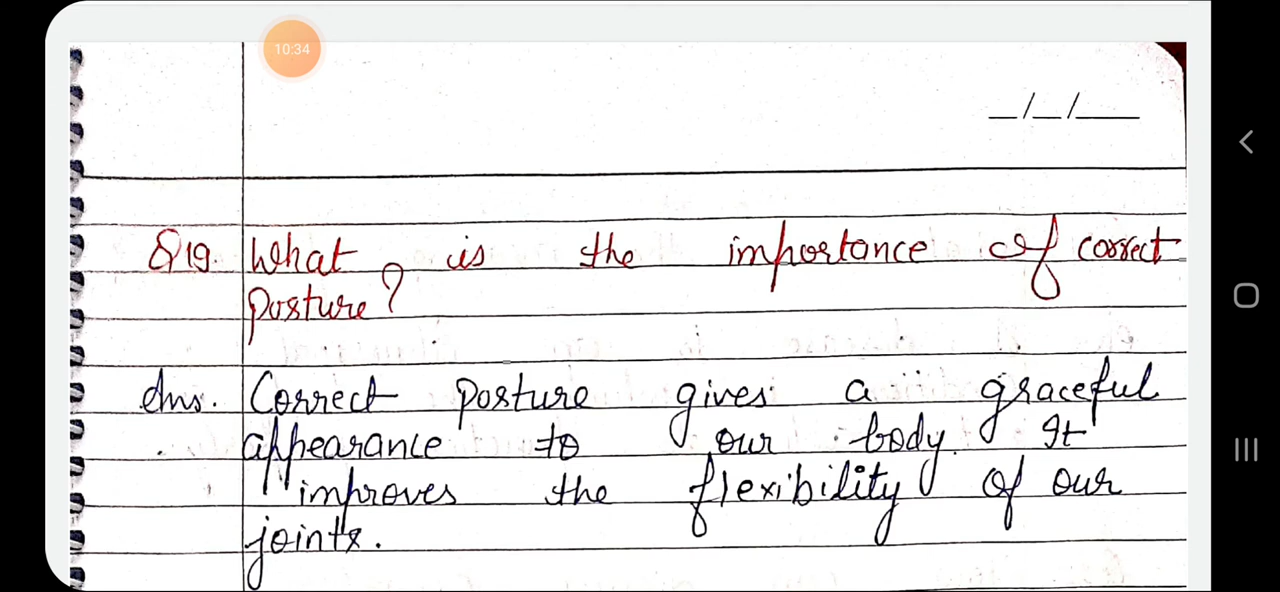 10:34
_/_/__
Q19. What is the importance of correct
posture?
Ans. Correct posture gives a graceful
appearance to our body. It
improves the flexibility of our
joints.